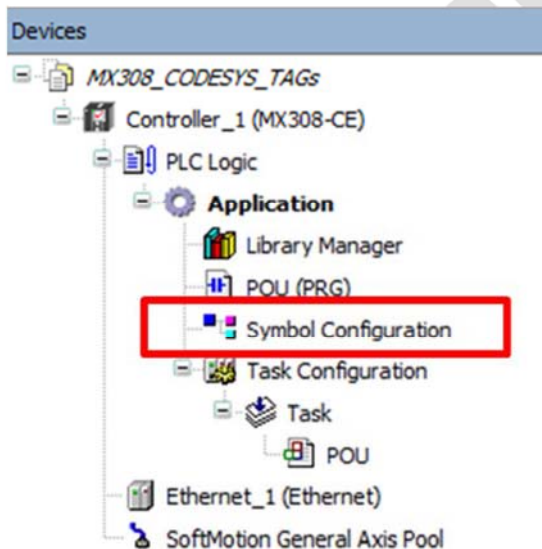 Devices
MX308_CODESYS_TAGs
Controller_1 (MX308-CE)
PLC Logic
Application
Library Manager
POU (PRG)
Symbol Configuration
Task Configuration
Task
POU
Ethernet_1 (Ethernet)
SoftMotion General Axis Pool